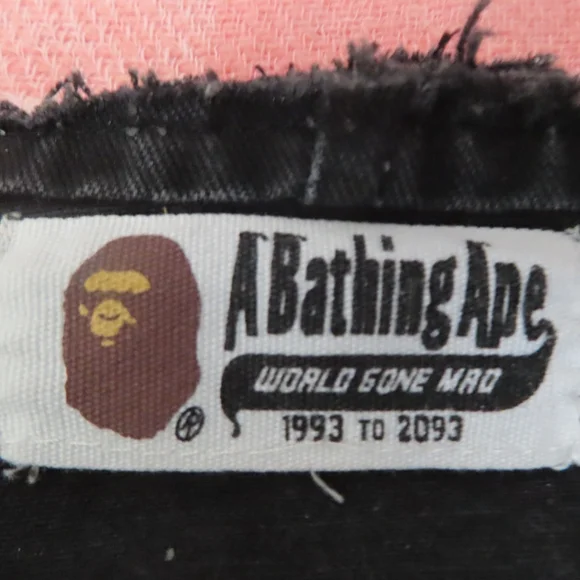 A Bathing Ape
WORLD GONE MAD
®
1993 TO 2093